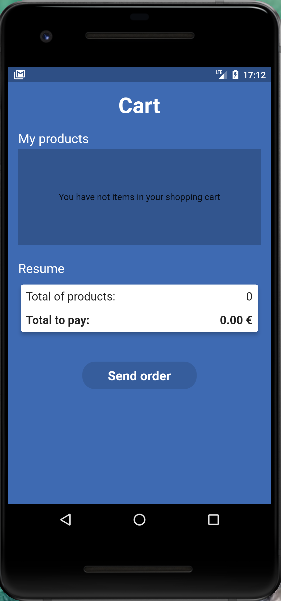 LTE 17:12
Cart
My products
You have not items in your shopping cart
Resume
Total of products: 0
Total to pay: 0.00 €
Send order